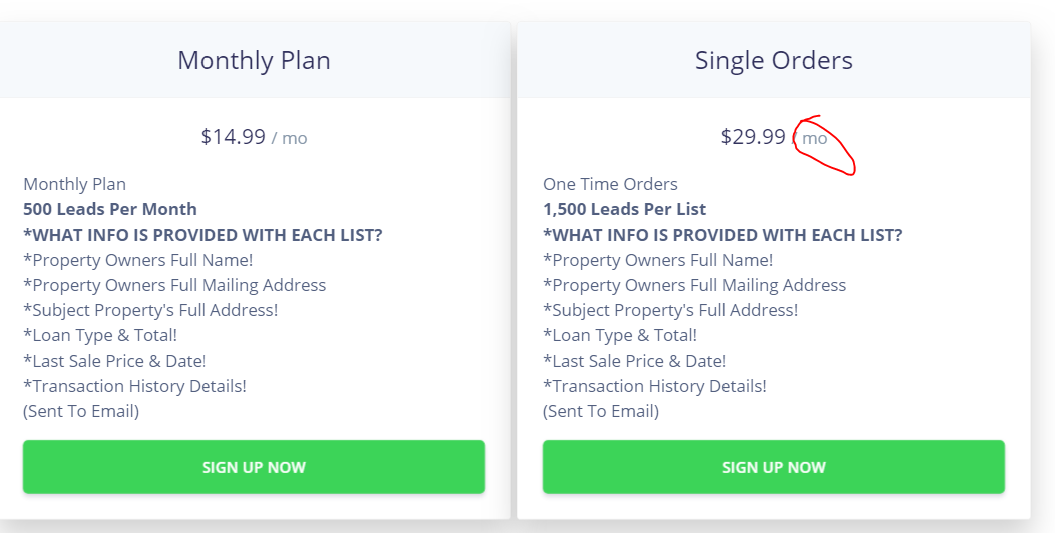 Monthly Plan
$14.99 / mo
Monthly Plan
500 Leads Per Month
*WHAT INFO IS PROVIDED WITH EACH LIST?
*Property Owners Full Name!
*Property Owners Full Mailing Address
*Subject Property's Full Address!
*Loan Type & Total!
*Last Sale Price & Date!
*Transaction History Details!
(Sent To Email)
SIGN UP NOW
Single Orders
$29.99 / mo
One Time Orders
1,500 Leads Per List
*WHAT INFO IS PROVIDED WITH EACH LIST?
*Property Owners Full Name!
*Property Owners Full Mailing Address
*Subject Property's Full Address!
*Loan Type & Total!
*Last Sale Price & Date!
*Transaction History Details!
(Sent To Email)
SIGN UP NOW